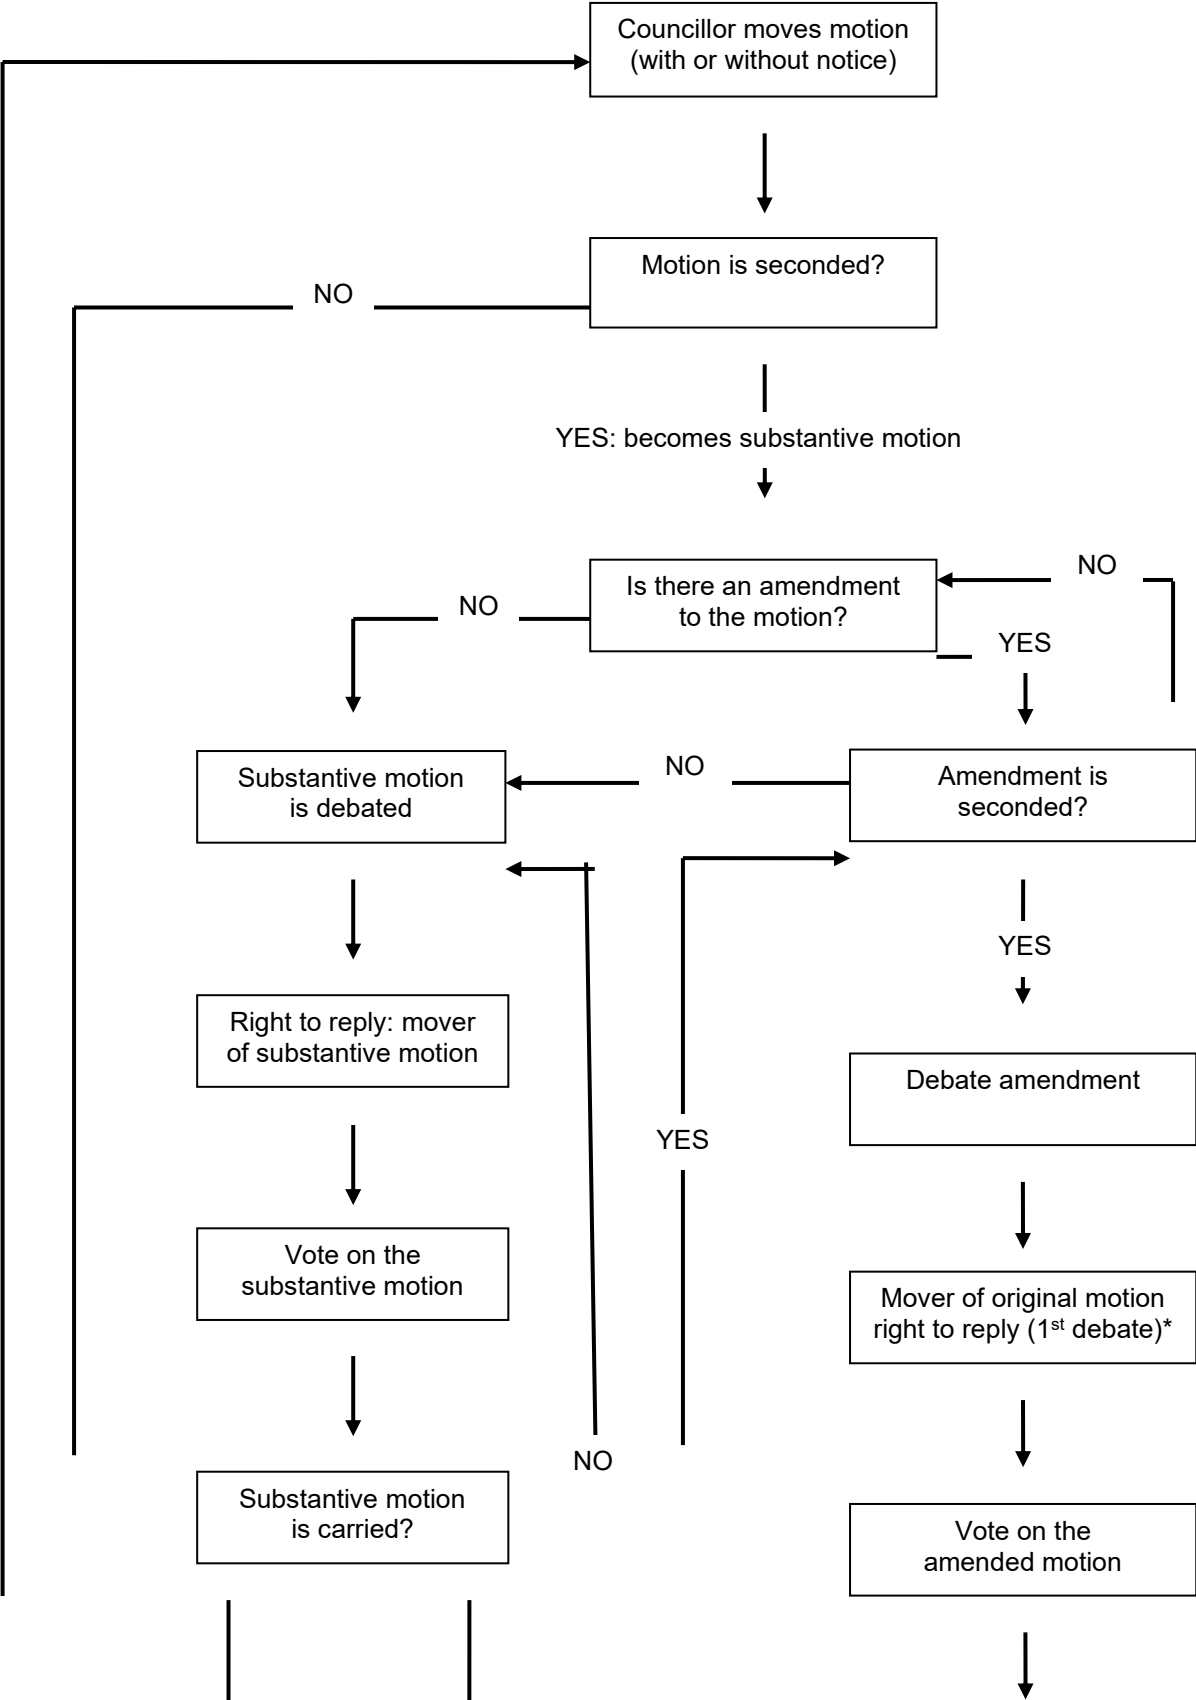 Councillor moves motion
(with or without notice)
Motion is seconded?
NO
YES: becomes substantive motion
NO
Is there an amendment
to the motion?
NO
YES
Substantive motion
is debated
NO
Amendment is
seconded?
YES
Right to reply: mover
of substantive motion
Debate amendment
YES
Vote on the
substantive motion
Mover of original motion
right to reply (1st debate)*
NO
Substantive motion
is carried?
Vote on the
amended motion